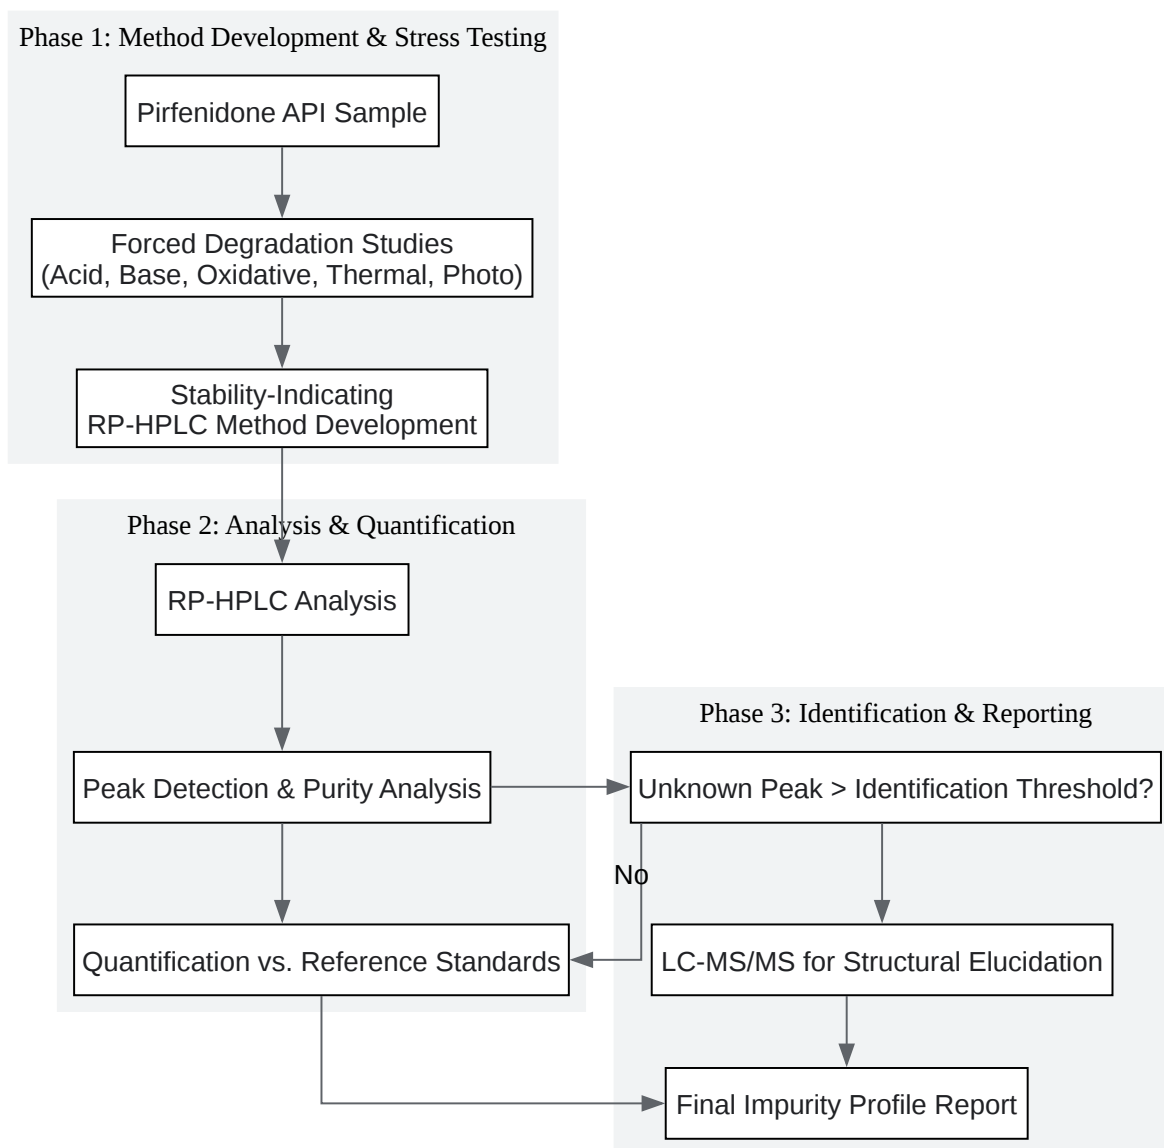 Phase 1: Method Development & Stress Testing
Pirfenidone API Sample
Forced Degradation Studies
(Acid, Base, Oxidative, Thermal, Photo)
Stability-Indicating
RP-HPLC Method Development
Phase 2: Analysis & Quantification
RP-HPLC Analysis
Peak Detection & Purity Analysis
Quantification vs. Reference Standards
Phase 3: Identification & Reporting
Unknown Peak > Identification Threshold?
No
LC-MS/MS for Structural Elucidation
Final Impurity Profile Report